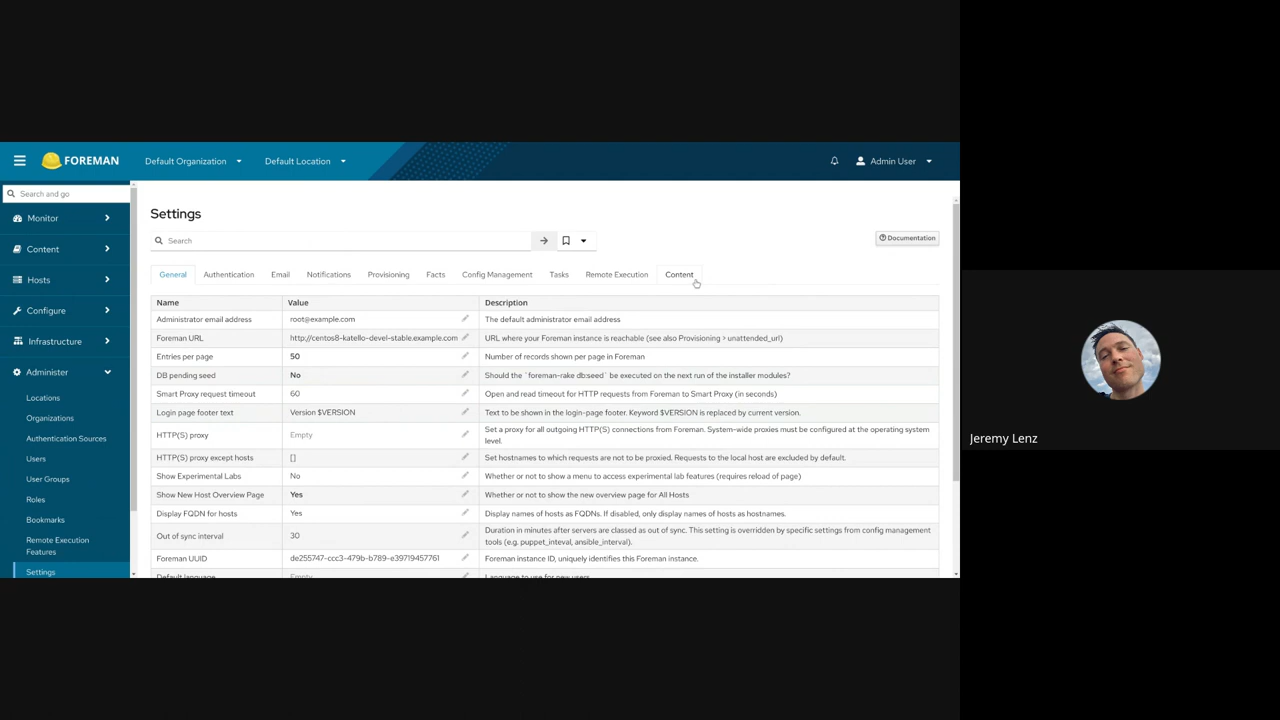 FOREMAN
Default Organization
Default Location
Admin User
Search and go
Monitor
Content
Hosts
Configure
Infrastructure
Administer
Locations
Organizations
Authentication Sources
Users
User Groups
Roles
Bookmarks
Remote Execution
Features
Settings
Settings
Search
Documentation
General Authentication Email Notifications Provisioning Facts Config Management Tasks Remote Execution Content
Name Value Description
Administrator email address root@example.com The default administrator email address
Foreman URL http://centos8-katello-devel-stable.example.com URL where your Foreman instance is reachable (see also Provisioning > unattended_url)
Entries per page 50 Number of records shown per page in Foreman
DB pending seed No Should the `foreman-rake db:seed` be executed on the next run of the installer modules?
Smart Proxy request timeout 60 Open and read timeout for HTTP requests from Foreman to Smart Proxy (in seconds)
Login page footer text Version $VERSION Text to be shown in the login-page footer. Keyword $VERSION is replaced by current version.
HTTP(S) proxy Empty Set a proxy for all outgoing HTTP(S) connections from Foreman. System-wide proxies must be configured at the operating system
level.
HTTP(S) proxy except hosts [] Set hostnames to which requests are not to be proxied. Requests to the local host are excluded by default.
Show Experimental Labs No Whether or not to show a menu to access experimental lab features (requires reload of page)
Show New Host Overview Page Yes Whether or not to show the new overview page for All Hosts
Display FQDN for hosts Yes Display names of hosts as FQDNs. If disabled, only display names of hosts as hostnames.
Out of sync interval 30 Duration in minutes after servers are classed as out of sync. This setting is overridden by specific settings from config management
tools (e.g. puppet_inteval, ansible_interval).
Foreman UUID de255747-ccc3-479b-b789-e39719457761 Foreman instance ID, uniquely identifies this Foreman instance.
Default language Empty Language to use for new users
Jeremy Lenz